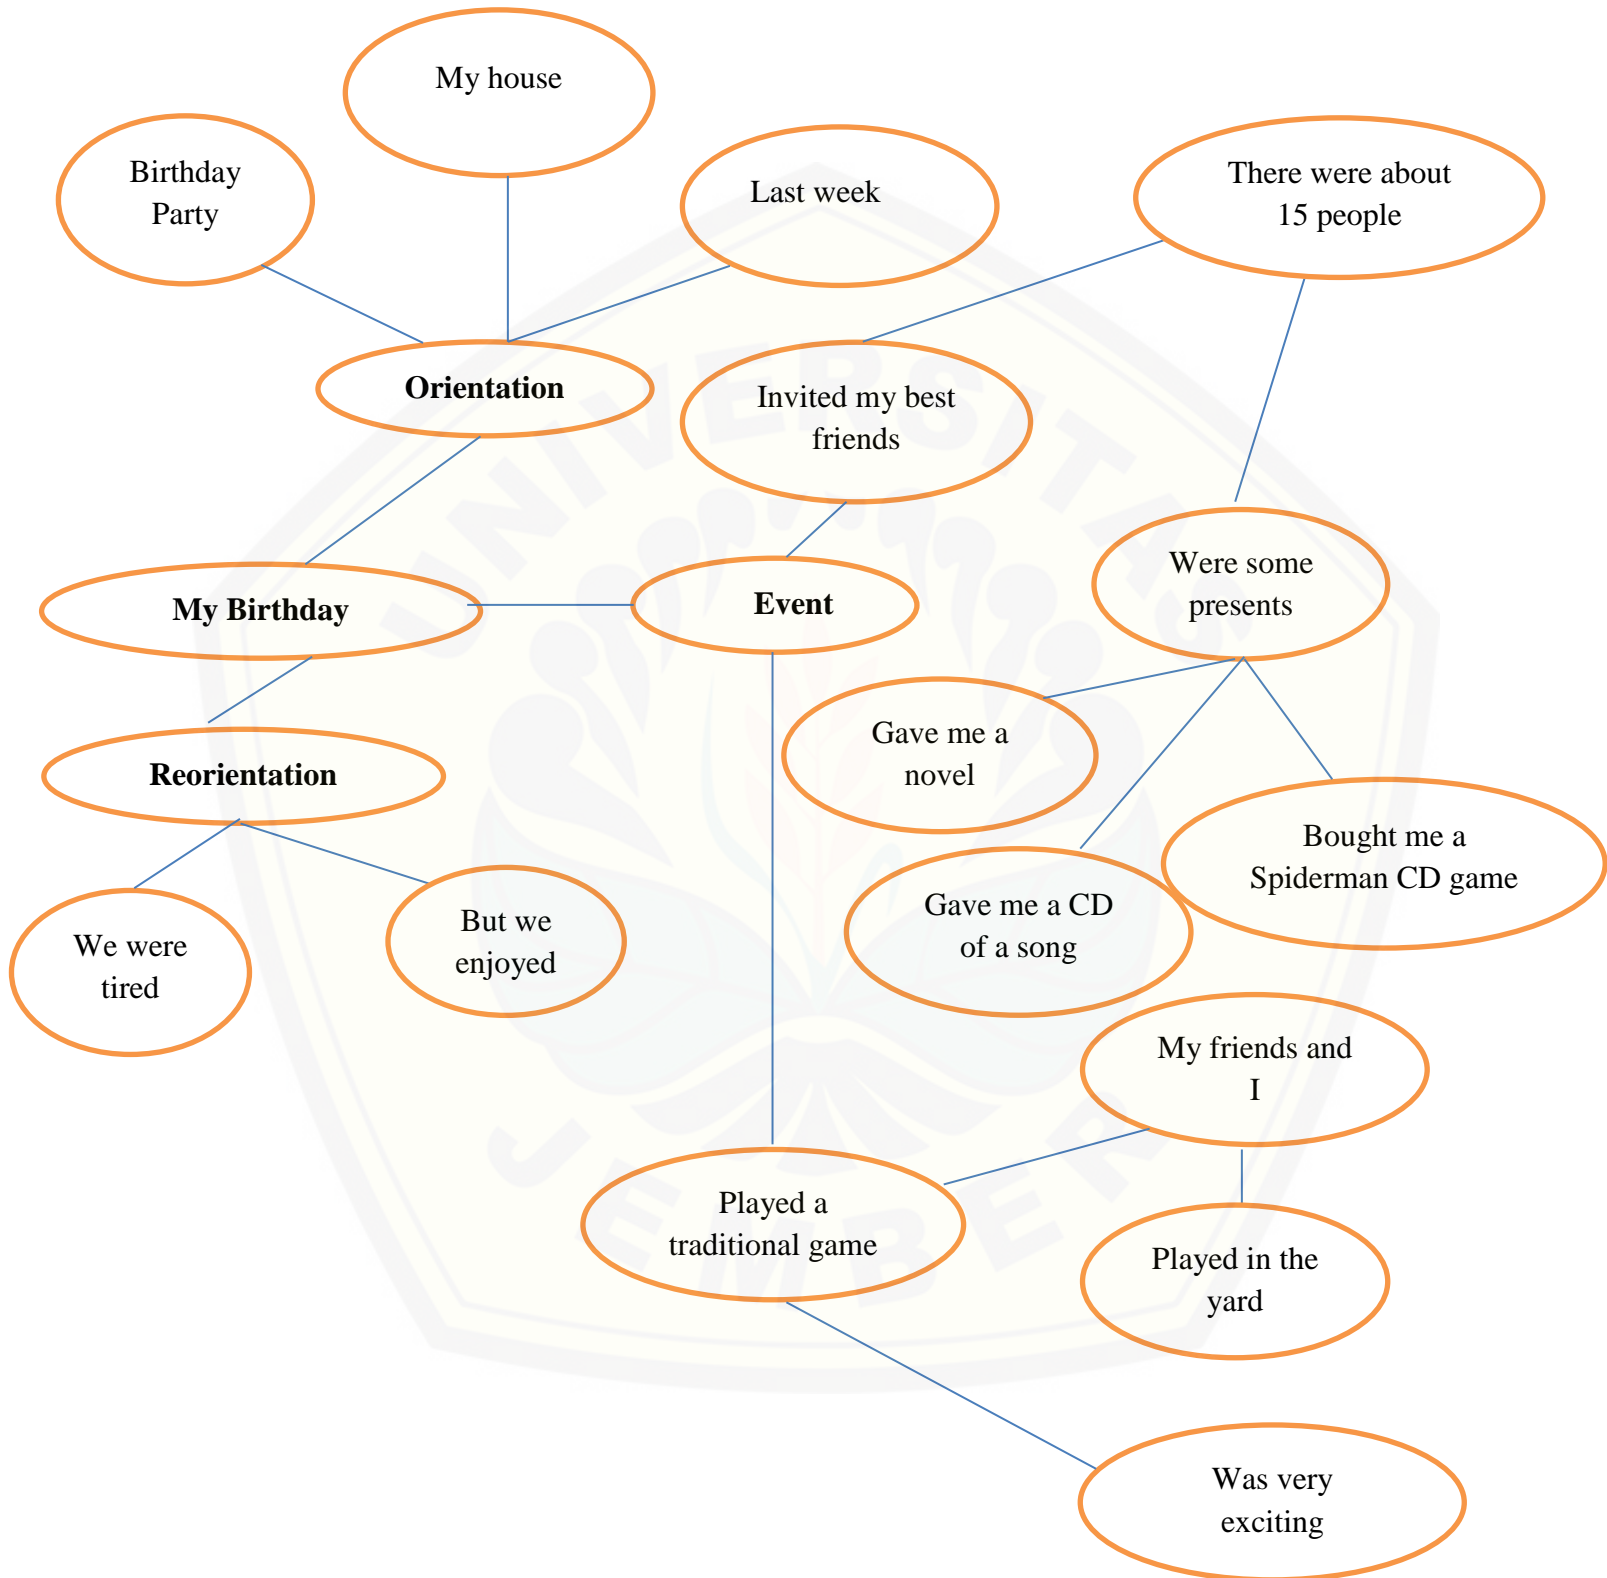 My house
Birthday
Party
Last week
There were about
15 people
Orientation
Invited my best
friends
Were some
presents
My Birthday
Event
Gave me a
novel
Reorientation
Bought me a
Spiderman CD game
Gave me a CD
of a song
But we
enjoyed
We were
tired
My friends and
I
Played a
traditional game
Played in the
yard
Was very
exciting
UNIVERSITAS
JEMBER